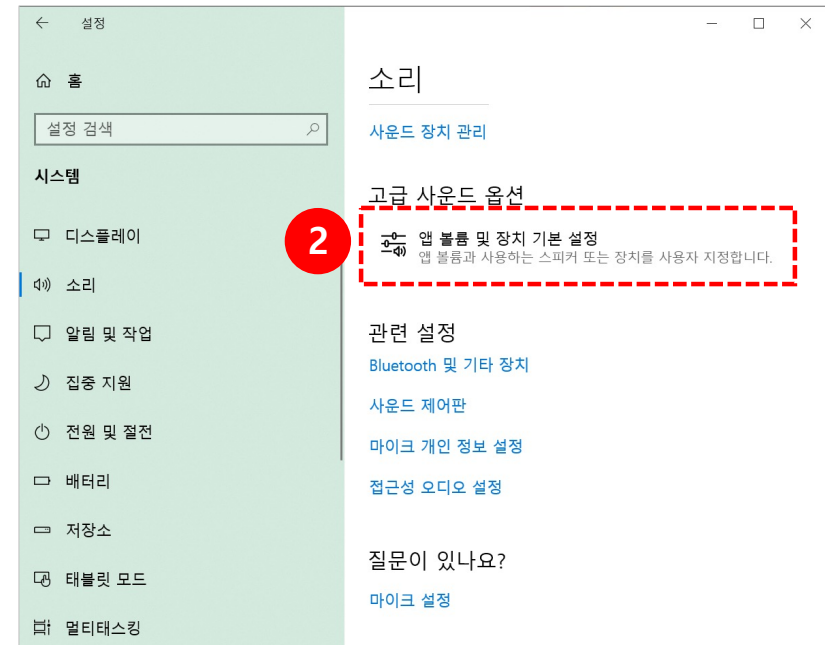 설정
홈
설정 검색
시스템
디스플레이
소리
알림 및 작업
집중 지원
전원 및 절전
배터리
저장소
태블릿 모드
멀티태스킹
소리
사운드 장치 관리
고급 사운드 옵션
2
앱 볼륨 및 장치 기본 설정
앱 볼륨과 사용하는 스피커 또는 장치를 사용자 지정합니다.
관련 설정
Bluetooth 및 기타 장치
사운드 제어판
마이크 개인 정보 설정
접근성 오디오 설정
질문이 있나요?
마이크 설정